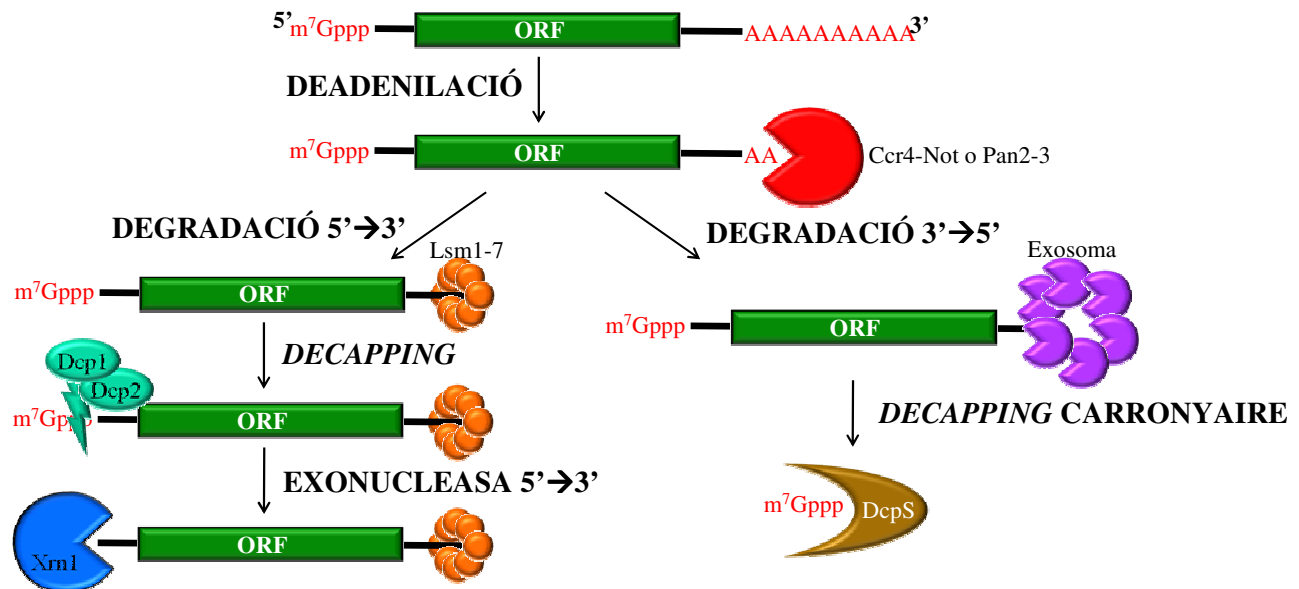 5’ m⁷Gppp ORF AAAAAAAAAA 3’
DEADENILACIÓ
m⁷Gppp ORF AA Ccr4-Not o Pan2-3
DEGRADACIÓ 5’→3’
DEGRADACIÓ 3’→5’
Lsm1-7
m⁷Gppp ORF
Exosoma
m⁷Gppp ORF
DECAPPING
Dcp1
Dcp2
m⁷Gppp ORF
DECAPPING CARRONYAIRE
EXONUCLEASA 5’→3’
m⁷Gppp DcpS
Xrn1 ORF